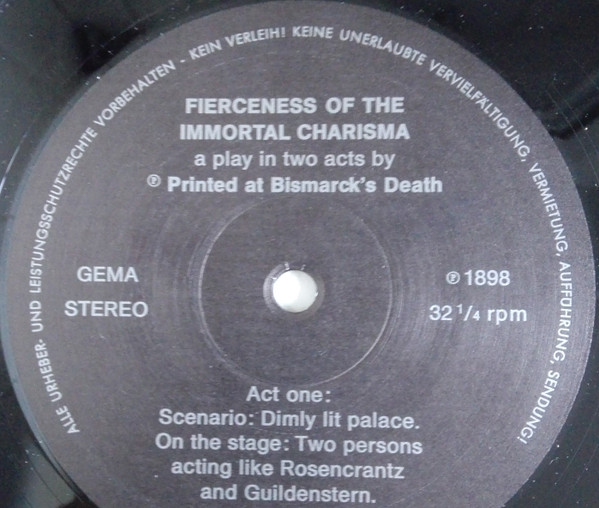 ALLE URHEBER- UND LEISTUNGSSCHUTZRECHTE VORBEHALTEN - KEIN VERLEIH! KEINE UNERLAUBTE VERVIELFÄLTIGUNG, VERMIETUNG, AUFFÜHRUNG, SENDUNG!
FIERCENESS OF THE
IMMORTAL CHARISMA
a play in two acts by
℗ Printed at Bismarck's Death
GEMA
STEREO
℗ 1898
32 1/4 rpm
Act one:
Scenario: Dimly lit palace.
On the stage: Two persons
acting like Rosencrantz
and Guildenstern.